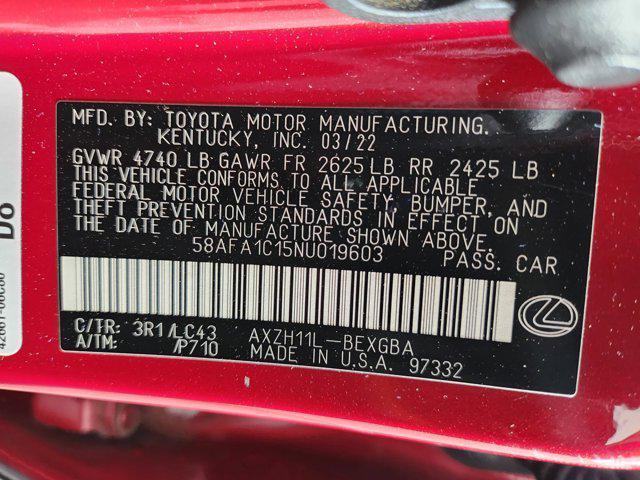 MFD. BY: TOYOTA MOTOR MANUFACTURING.
KENTUCKY, INC. 03/22
GVWR 4740 LB GAWR FR 2625 LB RR 2425 LB
THIS VEHICLE CONFORMS TO ALL APPLICABLE
FEDERAL MOTOR VEHICLE SAFETY, BUMPER, AND
THEFT PREVENTION STANDARDS IN EFFECT ON
THE DATE OF MANUFACTURE SHOWN ABOVE.
58AFA1C15NU019603 PASS. CAR
C/TR: 3R1/LC43 AXZH11L-BEXGBA
A/TM: /P710 MADE IN U.S.A. 97332
Do